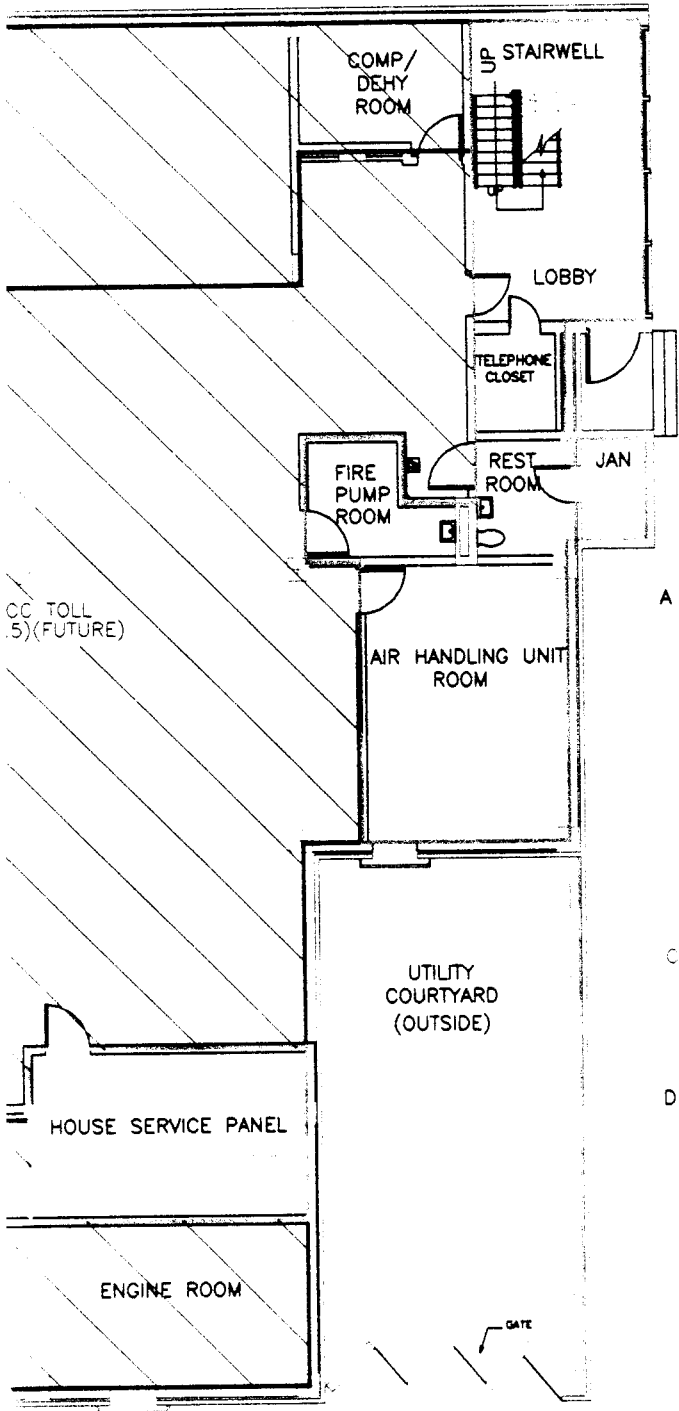 COMP/
DEHY
ROOM
UP
STAIRWELL
UP
LOBBY
TELEPHONE
CLOSET
REST
ROOM
JAN
FIRE
PUMP
ROOM
CC TOLL
.5)(FUTURE)
A
AIR HANDLING UNIT
ROOM
UTILITY
COURTYARD
(OUTSIDE)
C
D
HOUSE SERVICE PANEL
ENGINE ROOM
GATE